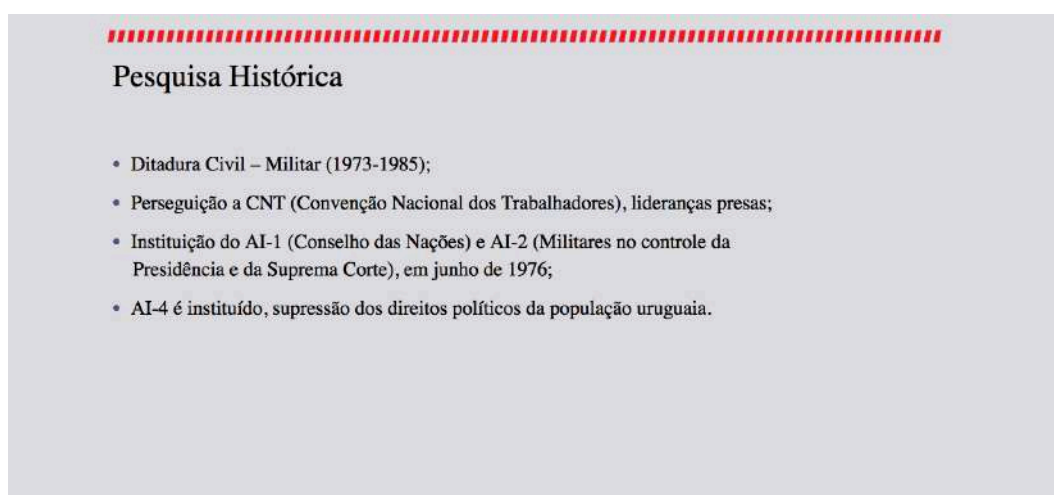 Pesquisa Histórica
• Ditadura Civil – Militar (1973-1985);
• Perseguição a CNT (Convenção Nacional dos Trabalhadores), lideranças presas;
• Instituição do AI-1 (Conselho das Nações) e AI-2 (Militares no controle da
Presidência e da Suprema Corte), em junho de 1976;
• AI-4 é instituído, supressão dos direitos políticos da população uruguaia.